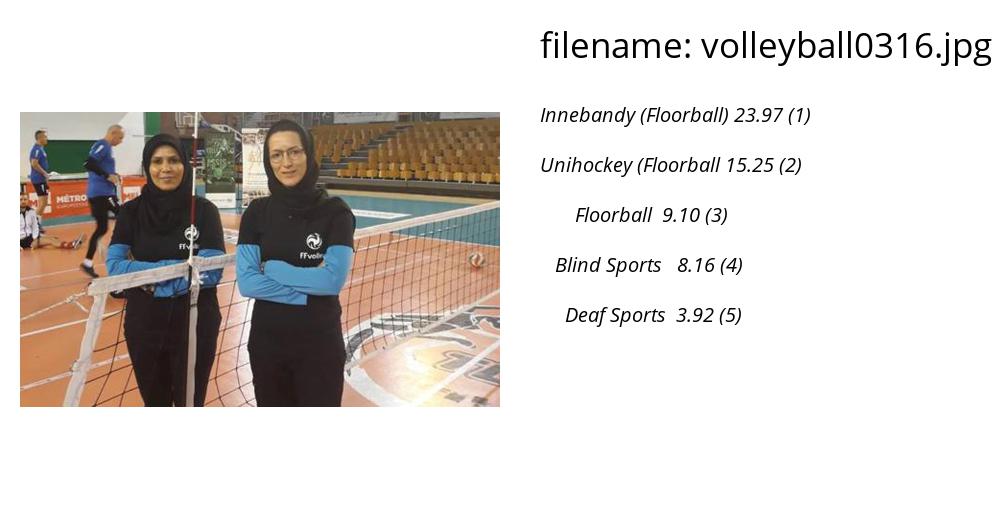 filename: volleyball0316.jpg
Innebandy (Floorball) 23.97 (1)
Unihockey (Floorball 15.25 (2)
Floorball 9.10 (3)
Blind Sports 8.16 (4)
Deaf Sports 3.92 (5)
MÉTRO
FFvolley